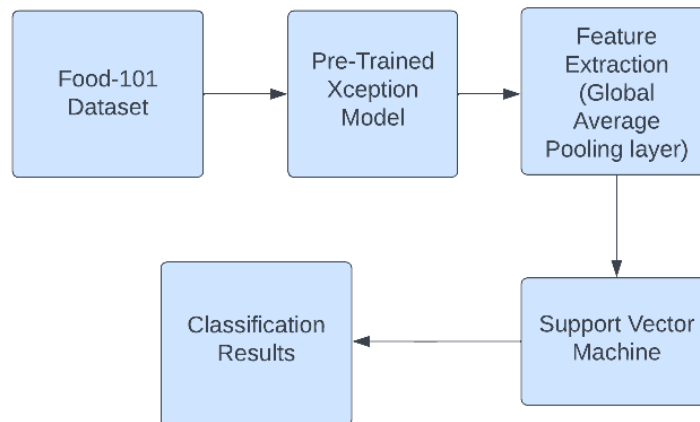 Food-101
Dataset
Pre-Trained
Xception
Model
Feature
Extraction
(Global
Average
Pooling layer)
Support Vector
Machine
Classification
Results